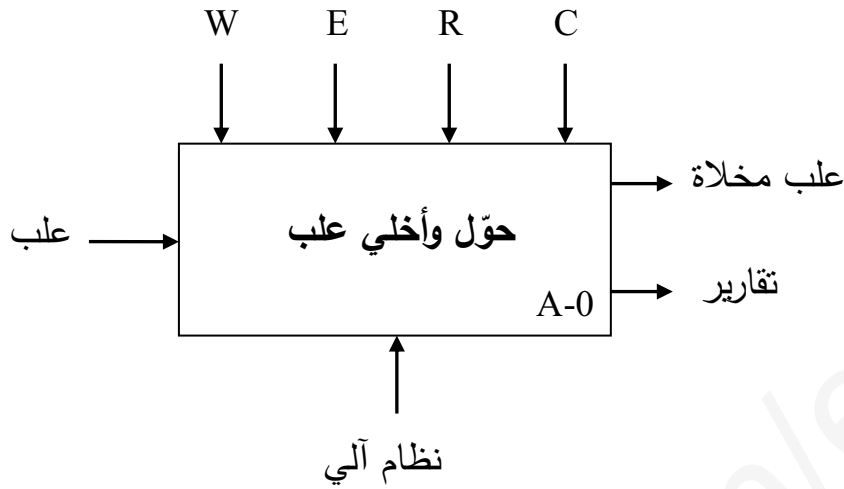 W E R C
علب مخلاة
حوّل وأخلي علب
علب
تقارير
A-0
نظام آلي